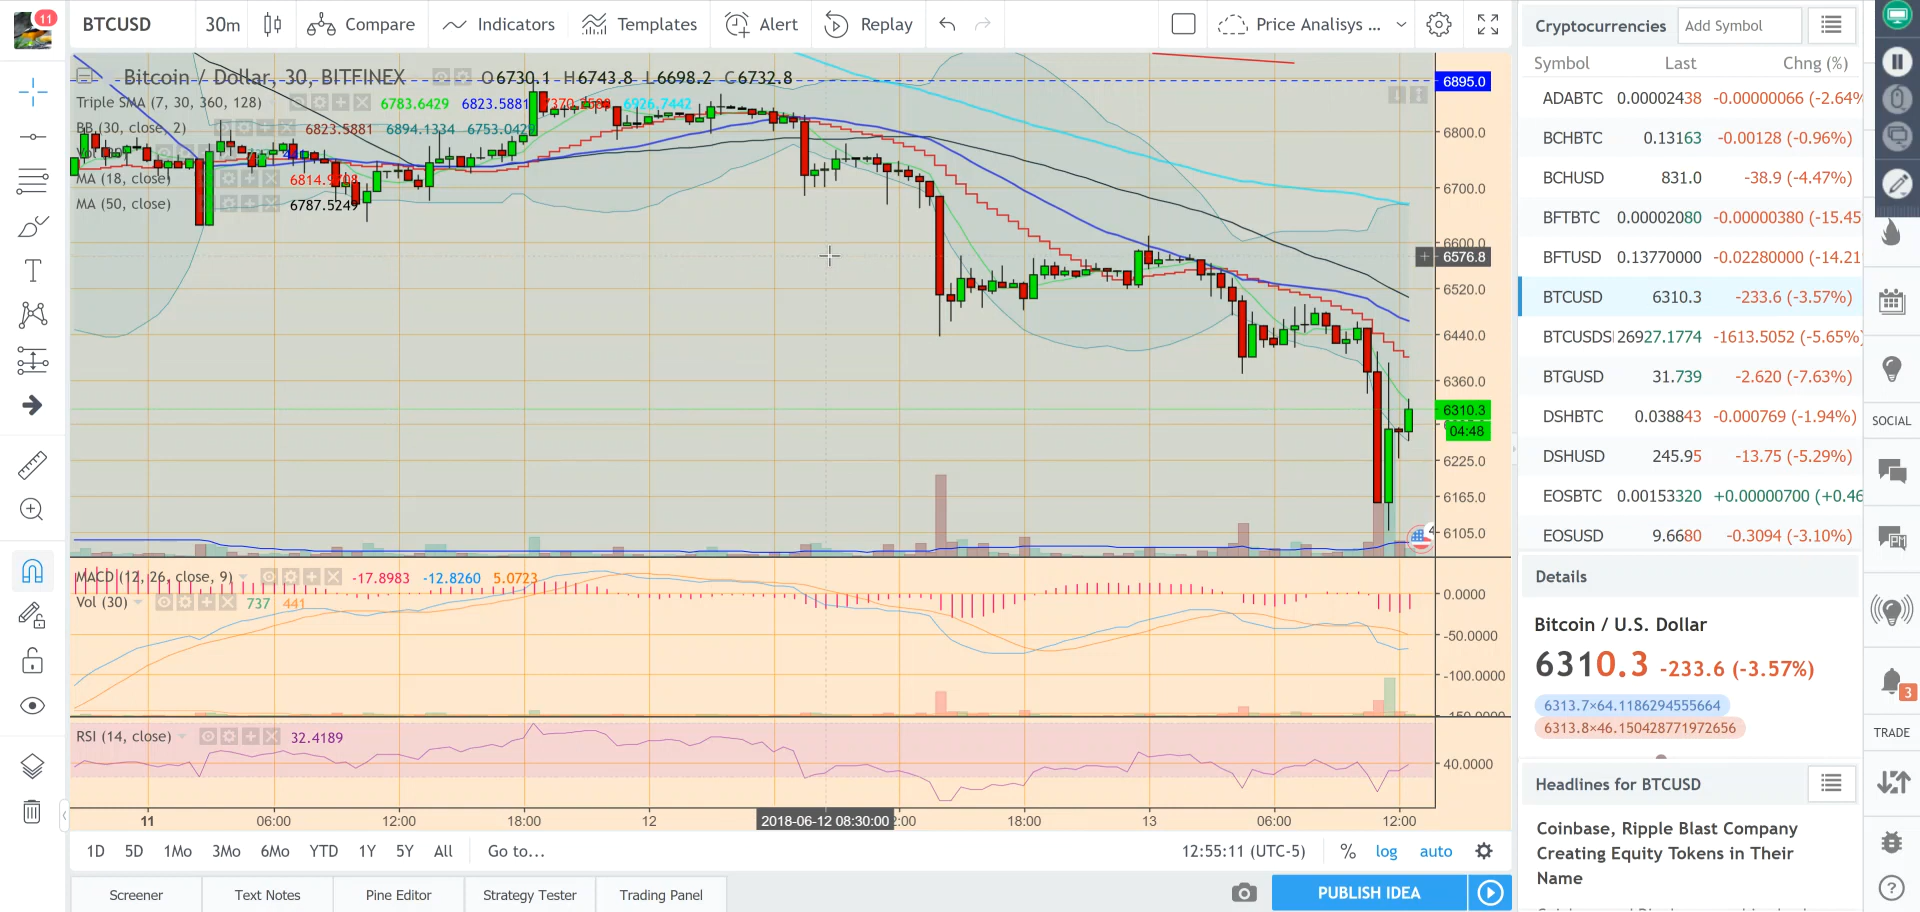 11
BTCUSD
30m
Compare
Indicators
Templates
Alert
Replay
Price Analisys ...
Bitcoin / Dollar, 30, BITFINEX O6730.1 H6743.8 L6698.2 C6732.8
Triple SMA (7, 30, 360, 128) 6783.6429 6823.5881 6926.7442
BB (30, close, 2) 6823.5881 6894.1334 6753.0429
MA (18, close)
MA (50, close) 6787.5249
6895.0
6800.0
6700.0
6600.0
6576.8
6520.0
6440.0
6360.0
6310.3
04:48
6225.0
6165.0
6105.0
4
MACD (12, 26, close, 9) -17.8983 -12.8260 5.0723
Vol (30) 737 441
0.0000
-50.0000
-100.0000
RSI (14, close) 32.4189
40.0000
11 06:00 12:00 18:00 12 2018-06-12 08:30:00 2:00 18:00 13 06:00 12:00
1D 5D 1Mo 3Mo 6Mo YTD 1Y 5Y All Go to... 12:55:11 (UTC-5) % log auto
Screener Text Notes Pine Editor Strategy Tester Trading Panel PUBLISH IDEA
Cryptocurrencies Add Symbol
Symbol Last Chng (%)
ADABTC 0.00002438 -0.00000066 (-2.64%
BCHBTC 0.13163 -0.00128 (-0.96%)
BCHUSD 831.0 -38.9 (-4.47%)
BFTBTC 0.00002080 -0.00000380 (-15.45
BFTUSD 0.13770000 -0.02280000 (-14.21
BTCUSD 6310.3 -233.6 (-3.57%)
BTCUSDS 26927.1774 -1613.5052 (-5.65%)
BTGUSD 31.739 -2.620 (-7.63%)
DSHBTC 0.038843 -0.000769 (-1.94%)
DSHUSD 245.95 -13.75 (-5.29%)
EOSBTC 0.00153320 +0.00000700 (+0.46
EOSUSD 9.6680 -0.3094 (-3.10%)
Details
Bitcoin / U.S. Dollar
6310.3 -233.6 (-3.57%)
6313.7×64.1186294555664
6313.8×46.150428771972656
Headlines for BTCUSD
Coinbase, Ripple Blast Company
Creating Equity Tokens in Their
Name
SOCIAL
PM
3
TRADE